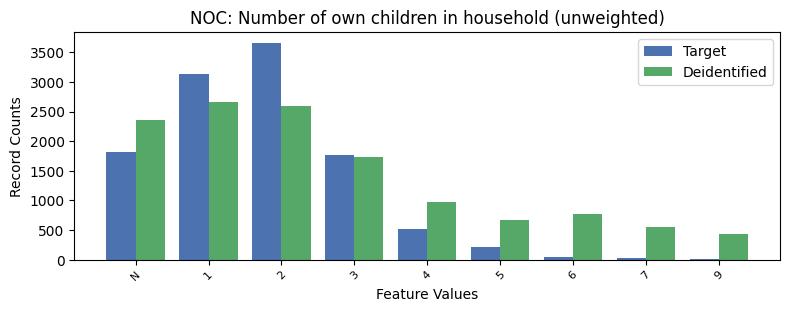 NOC: Number of own children in household (unweighted)
Target
Deidentified
Record Counts
3500
3000
2500
2000
1500
1000
500
0
N
1
2
3
4
5
6
7
9
Feature Values